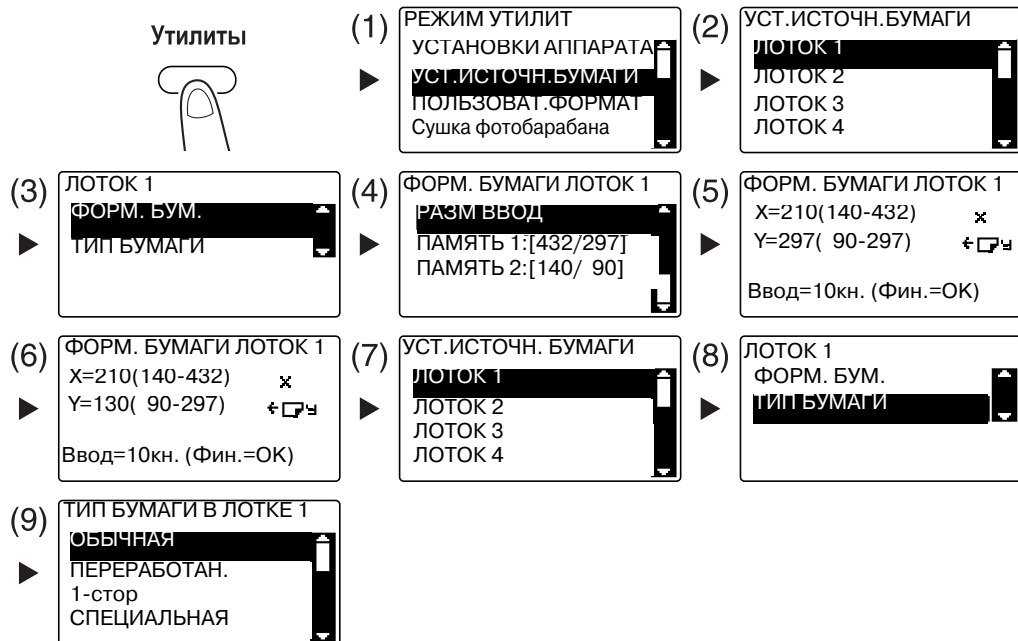 Утилиты
(1)
РЕЖИМ УТИЛИТ
УСТАНОВКИ АППАРАТА
УСТ.ИСТОЧН.БУМАГИ
ПОЛЬЗОВАТ.ФОРМАТ
Сушка фотобарабана
(2)
УСТ.ИСТОЧН.БУМАГИ
ЛОТОК 1
ЛОТОК 2
ЛОТОК 3
ЛОТОК 4
(3)
ЛОТОК 1
ФОРМ. БУМ.
ТИП БУМАГИ
(4)
ФОРМ. БУМАГИ ЛОТОК 1
РАЗМ ВВОД
ПАМЯТЬ 1:[432/297]
ПАМЯТЬ 2:[140/ 90]
(5)
ФОРМ. БУМАГИ ЛОТОК 1
X=210(140-432) x
Y=297( 90-297) Y
Ввод=10кн. (Фин.=OK)
(6)
ФОРМ. БУМАГИ ЛОТОК 1
X=210(140-432) x
Y=130( 90-297) Y
Ввод=10кн. (Фин.=OK)
(7)
УСТ.ИСТОЧН. БУМАГИ
ЛОТОК 1
ЛОТОК 2
ЛОТОК 3
ЛОТОК 4
(8)
ЛОТОК 1
ФОРМ. БУМ.
ТИП БУМАГИ
(9)
ТИП БУМАГИ В ЛОТКЕ 1
ОБЫЧНАЯ
ПЕРЕРАБОТАН.
1-стор
СПЕЦИАЛЬНАЯ